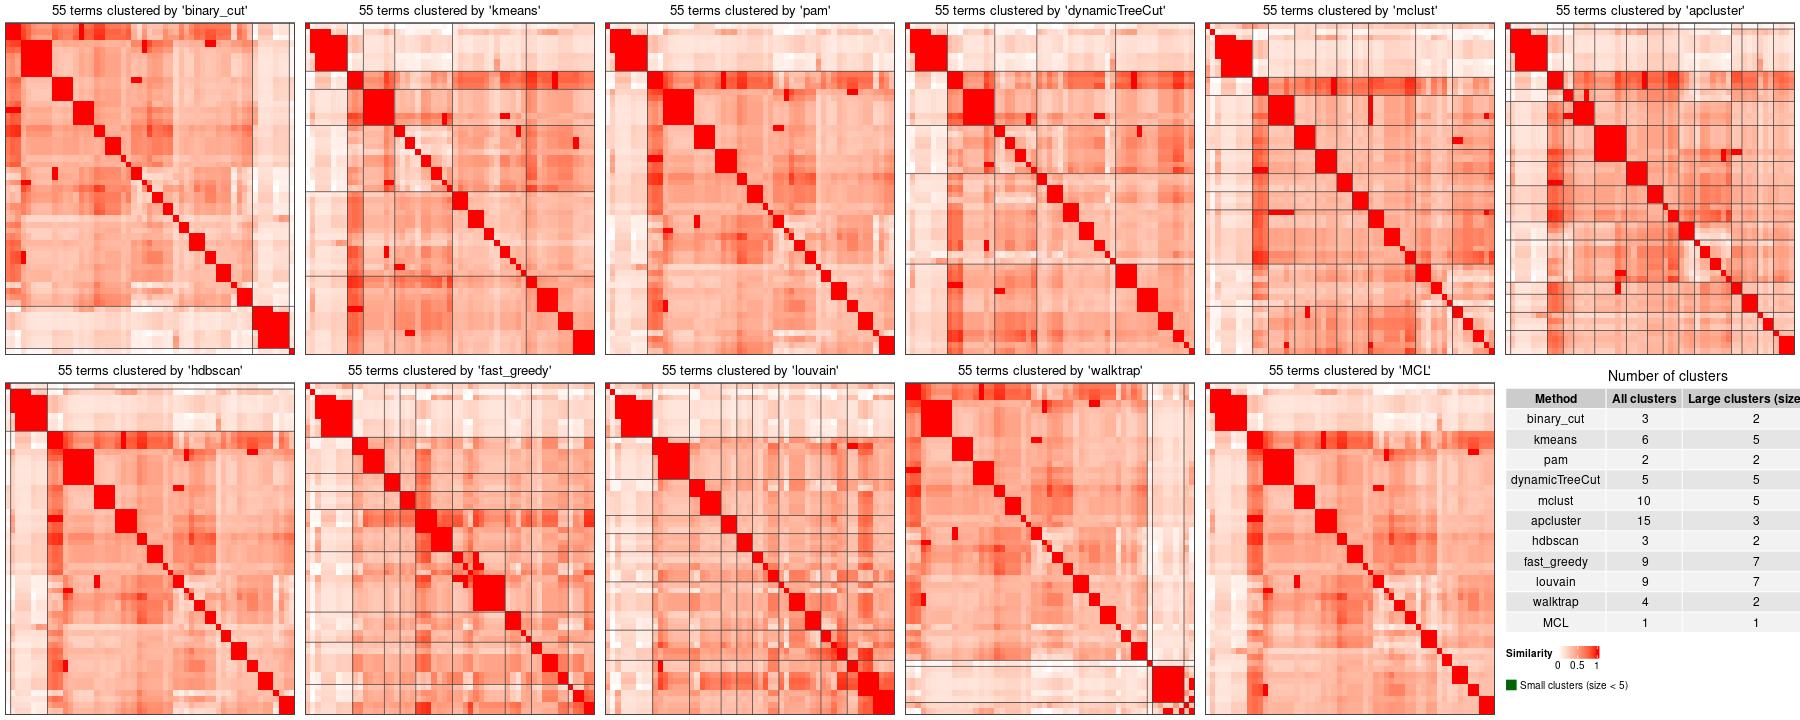 55 terms clustered by 'binary_cut'
55 terms clustered by 'kmeans'
55 terms clustered by 'pam'
55 terms clustered by 'dynamicTreeCut'
55 terms clustered by 'mclust'
55 terms clustered by 'apcluster'
55 terms clustered by 'hdbscan'
55 terms clustered by 'fast_greedy'
55 terms clustered by 'louvain'
55 terms clustered by 'walktrap'
55 terms clustered by 'MCL'
Number of clusters
Method All clusters Large clusters (size
binary_cut 3 2
kmeans 6 5
pam 2 2
dynamicTreeCut 5 5
mclust 10 5
apcluster 15 3
hdbscan 3 2
fast_greedy 9 7
louvain 9 7
walktrap 4 2
MCL 1 1
Similarity
0 0.5 1
Small clusters (size < 5)